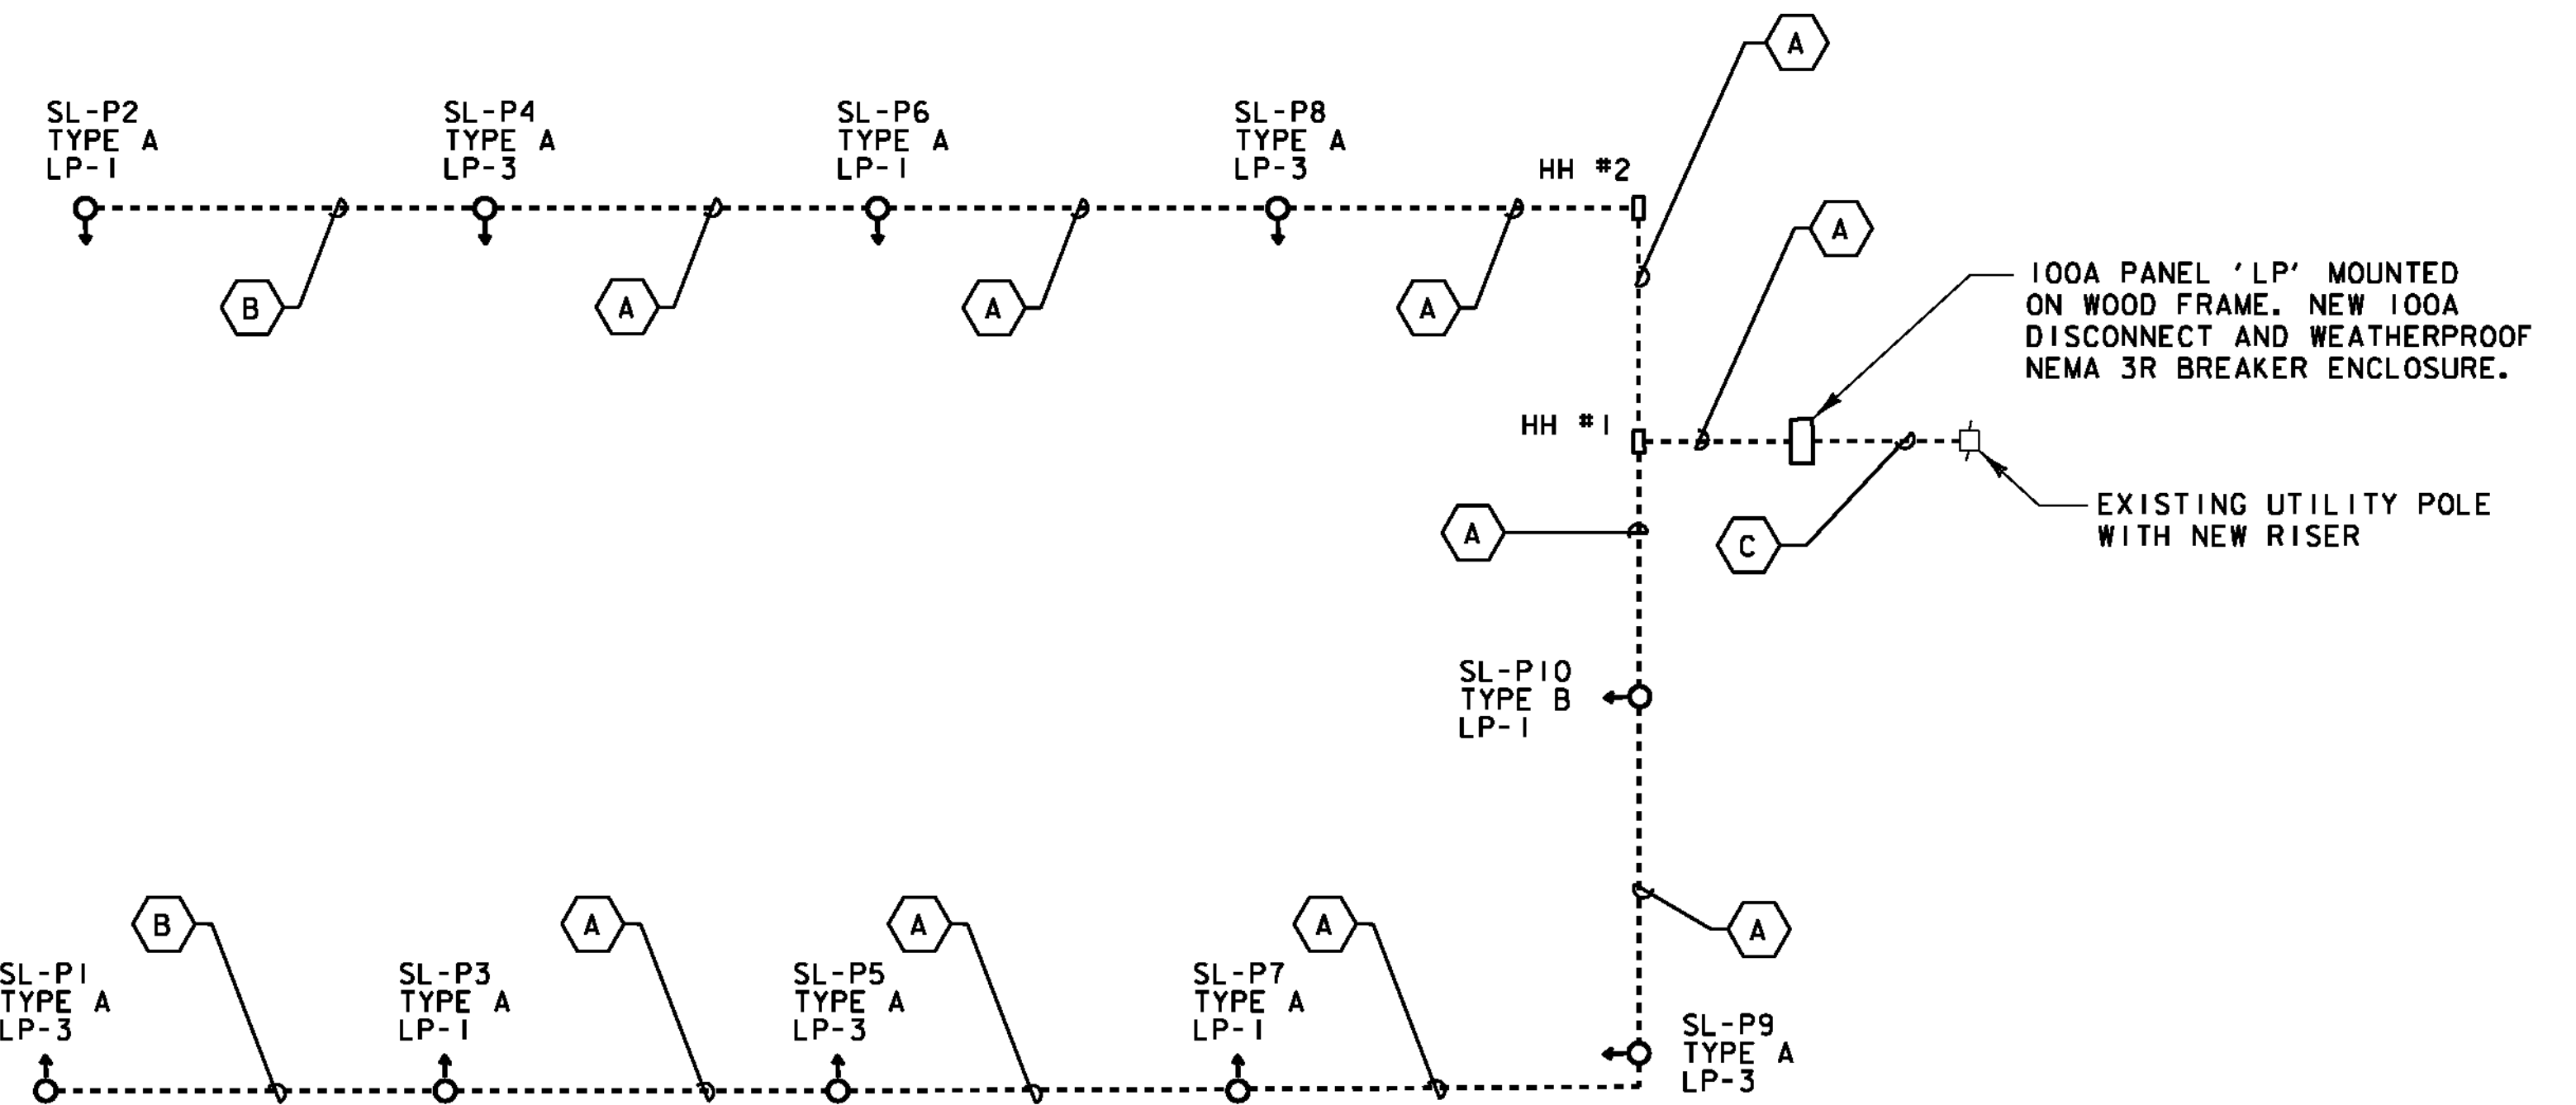 A
SL-P2
TYPE A
LP-1
SL-P4
TYPE A
LP-3
SL-P6
TYPE A
LP-1
SL-P8
TYPE A
LP-3
HH #2
A
B
A
A
A
100A PANEL 'LP' MOUNTED
ON WOOD FRAME. NEW 100A
DISCONNECT AND WEATHERPROOF
NEMA 3R BREAKER ENCLOSURE.
HH #1
A
C
EXISTING UTILITY POLE
WITH NEW RISER
SL-P10
TYPE B
LP-1
B
A
A
A
A
SL-P1
TYPE A
LP-3
SL-P3
TYPE A
LP-1
SL-P5
TYPE A
LP-3
SL-P7
TYPE A
LP-1
SL-P9
TYPE A
LP-3